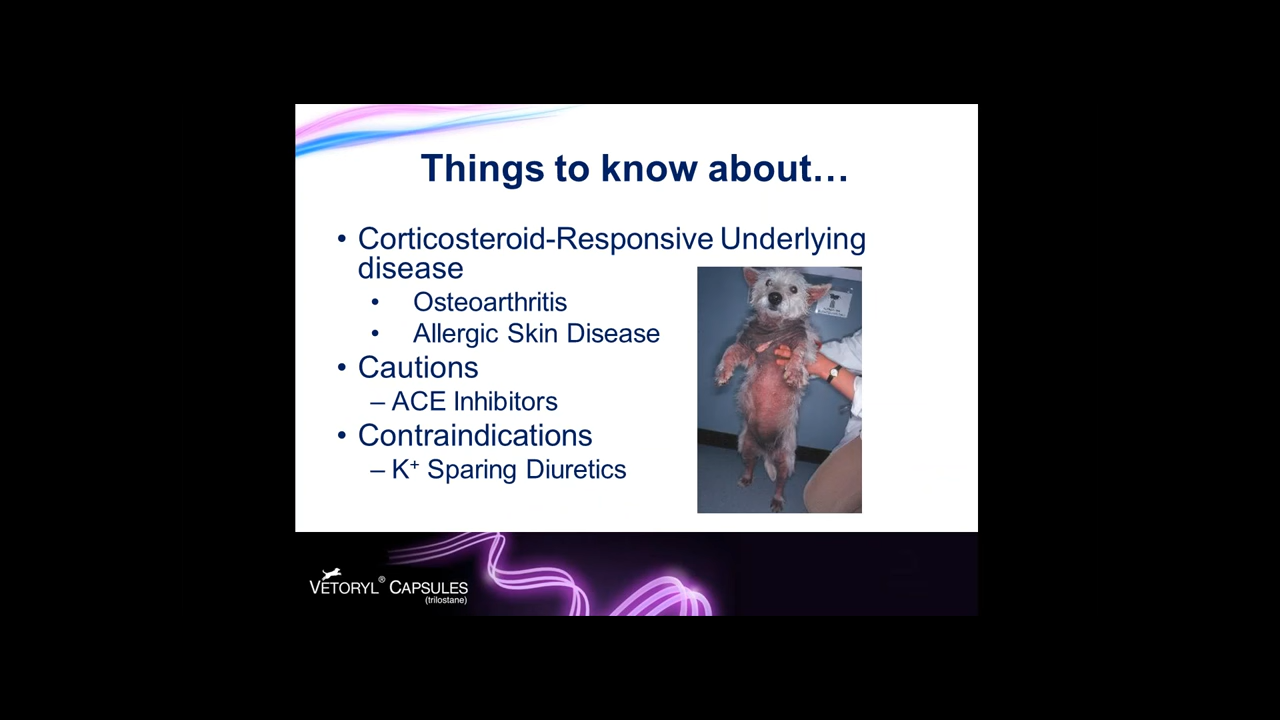 Things to know about…
• Corticosteroid-Responsive Underlying
disease
• Osteoarthritis
• Allergic Skin Disease
• Cautions
– ACE Inhibitors
• Contraindications
– K⁺ Sparing Diuretics
VETORYL® CAPSULES
(trilostane)